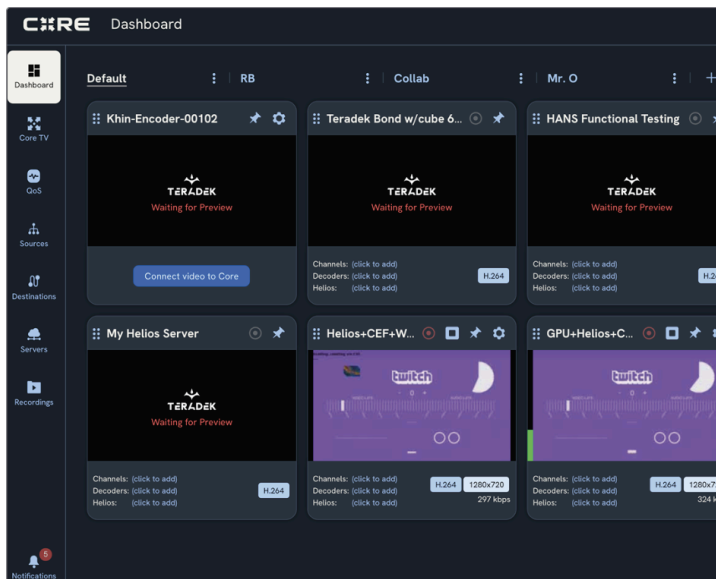 CORE Dashboard
Dashboard
Core TV
QoS
Sources
Destinations
Servers
Recordings
5
Notifications
Default RB Collab Mr. O
Khin-Encoder-00102
TERADEK
Waiting for Preview
Connect video to Core
Teradek Bond w/cube 6...
TERADEK
Waiting for Preview
Channels: (click to add)
Decoders: (click to add)
Helios: (click to add)
H.264
HANS Functional Testing
TERADEK
Waiting for Preview
Channels: (click to add)
Decoders: (click to add)
Helios: (click to add)
My Helios Server
TERADEK
Waiting for Preview
Channels: (click to add)
Decoders: (click to add)
Helios: (click to add)
H.264
Helios+CEF+W...
twitch
Channels: (click to add)
Decoders: (click to add)
Helios: (click to add)
H.264 1280x720
297 kbps
GPU+Helios+C...
twitch
Channels: (click to add)
Decoders: (click to add)
Helios: (click to add)
H.264